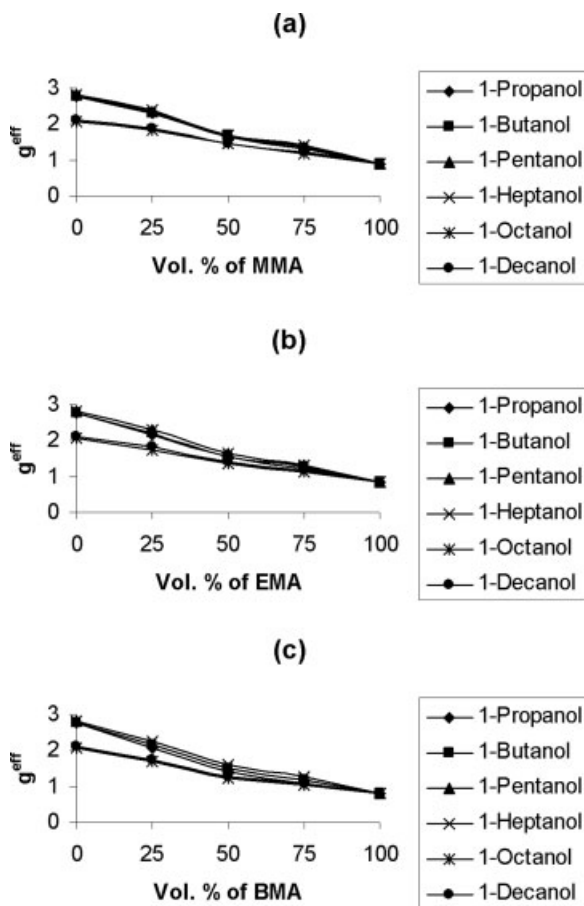 (a)
g^eff
3
2
1
0
0 25 50 75 100
Vol. % of MMA
1-Propanol
1-Butanol
1-Pentanol
1-Heptanol
1-Octanol
1-Decanol
(b)
g^eff
3
2
1
0
0 25 50 75 100
Vol. % of EMA
1-Propanol
1-Butanol
1-Pentanol
1-Heptanol
1-Octanol
1-Decanol
(c)
g^eff
3
2
1
0
0 25 50 75 100
Vol. % of BMA
1-Propanol
1-Butanol
1-Pentanol
1-Heptanol
1-Octanol
1-Decanol